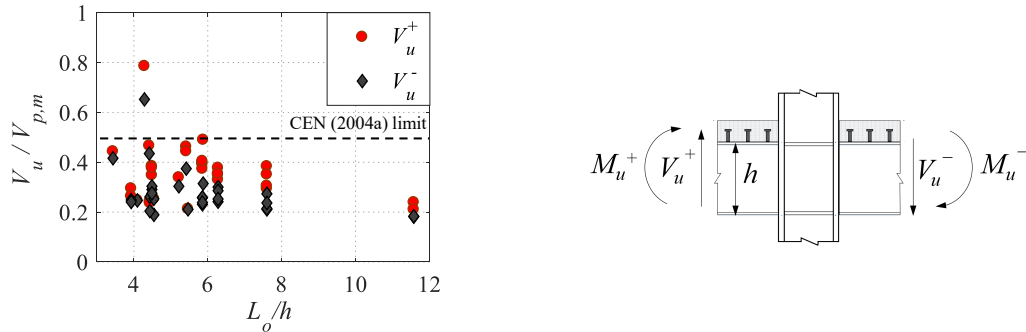 1
0.8
0.6
0.4
0.2
0
V_u / V_{p,m}
V_u^+
V_u^-
CEN (2004a) limit
4 6 8 10 12
L_o/h
M_u^+ V_u^+ h V_u^- M_u^-